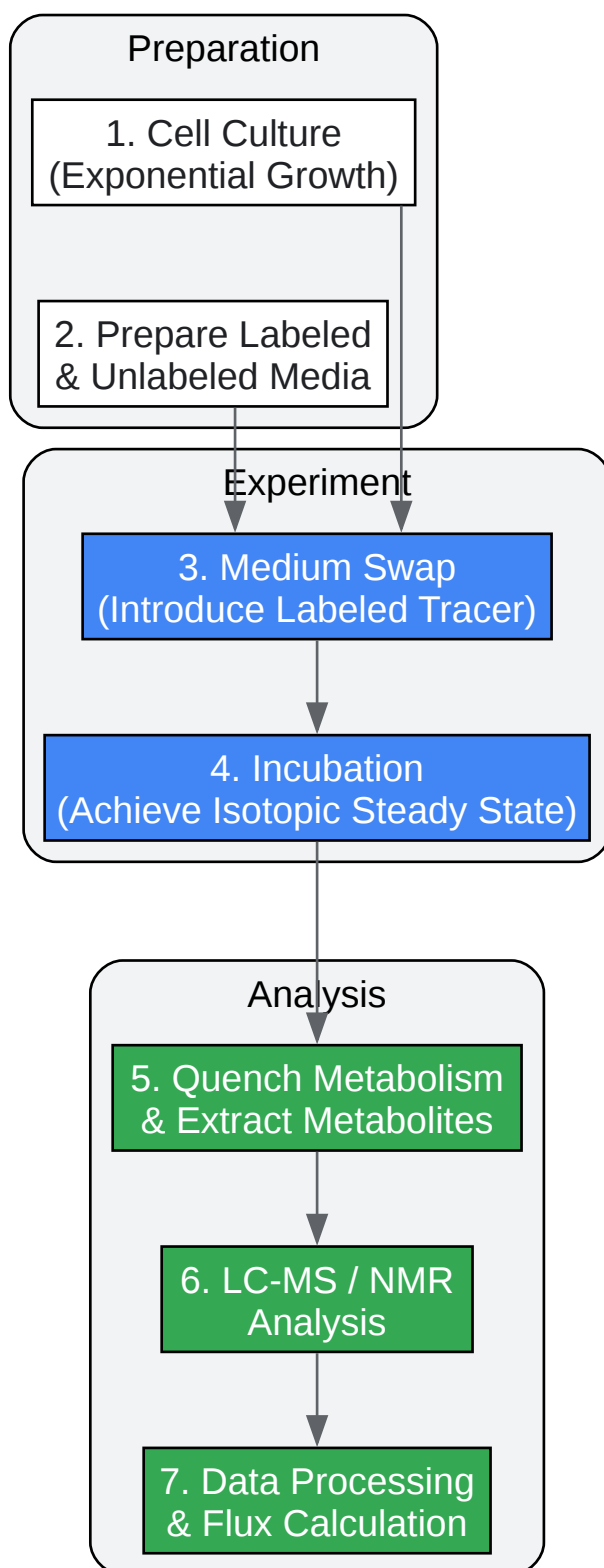 Preparation
1. Cell Culture
(Exponential Growth)
2. Prepare Labeled
& Unlabeled Media
Experiment
3. Medium Swap
(Introduce Labeled Tracer)
4. Incubation
(Achieve Isotopic Steady State)
Analysis
5. Quench Metabolism
& Extract Metabolites
6. LC-MS / NMR
Analysis
7. Data Processing
& Flux Calculation